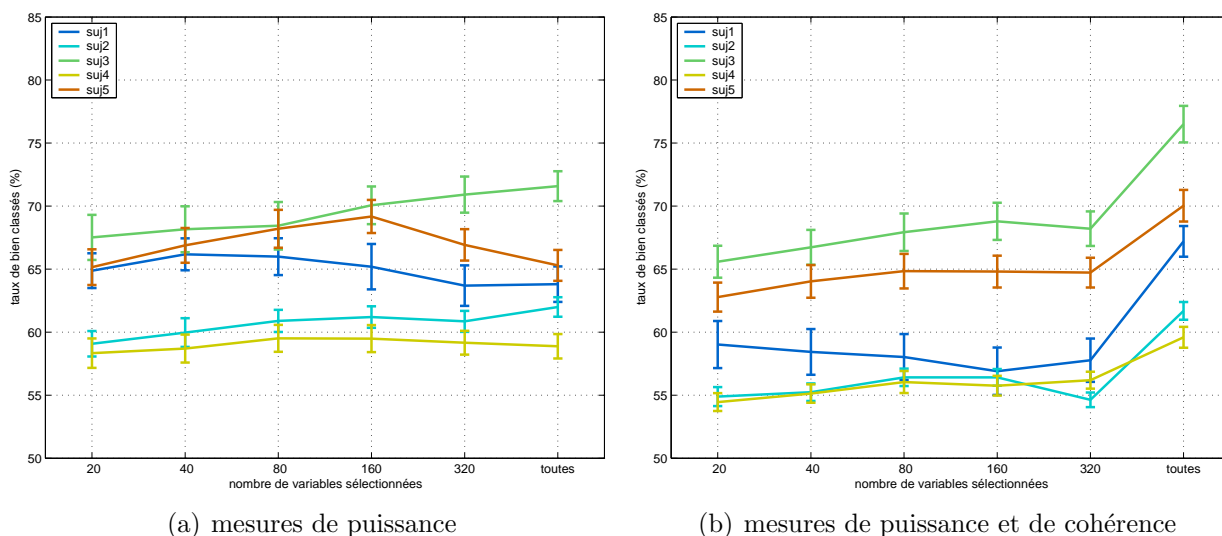 85
80
75
70
65
60
55
50
taux de bien classés (%)
suj1
suj2
suj3
suj4
suj5
20 40 80 160 320 toutes
nombre de variables sélectionnées
(a) mesures de puissance
85
80
75
70
65
60
55
50
taux de bien classés (%)
suj1
suj2
suj3
suj4
suj5
20 40 80 160 320 toutes
nombre de variables sélectionnées
(b) mesures de puissance et de cohérence